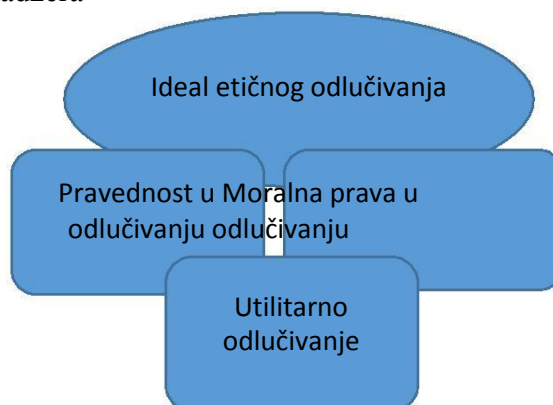 Ideal etičnog odlučivanja
Pravednost u Moralna prava u
odlučivanju odlučivanju
Utilitarno
odlučivanje